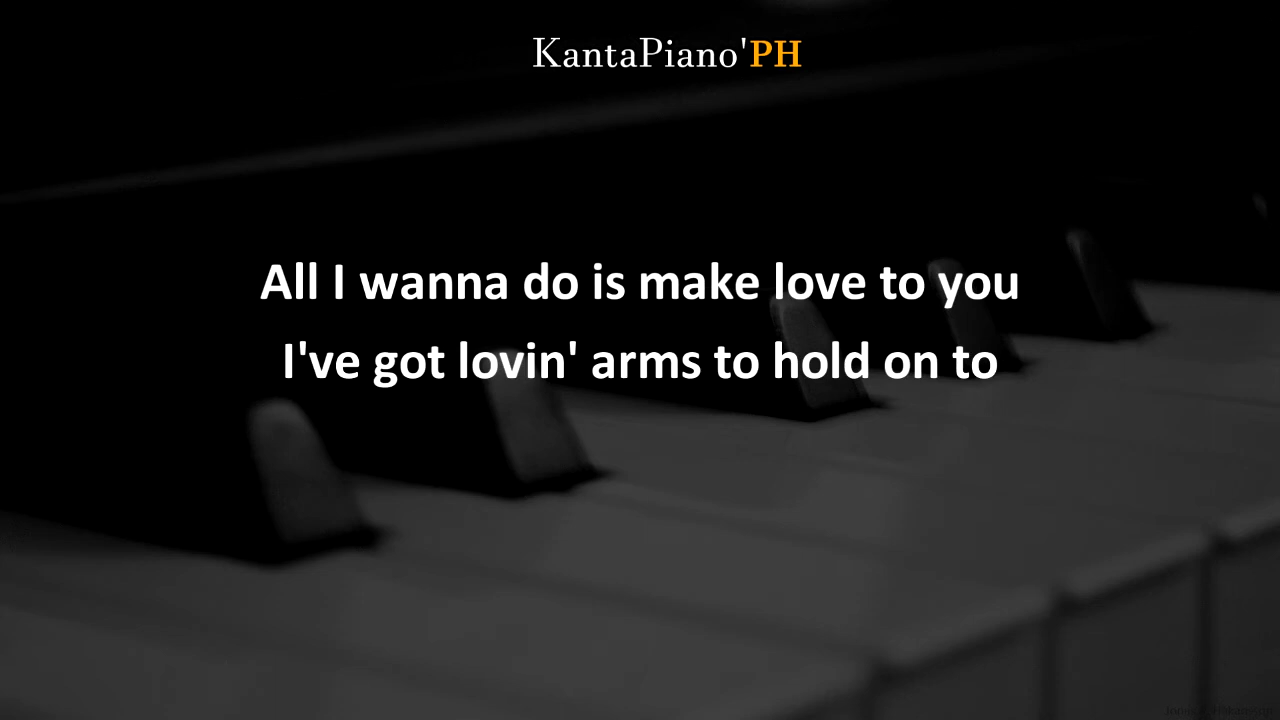 KantaPiano'PH
All I wanna do is make love to you
I've got lovin' arms to hold on to